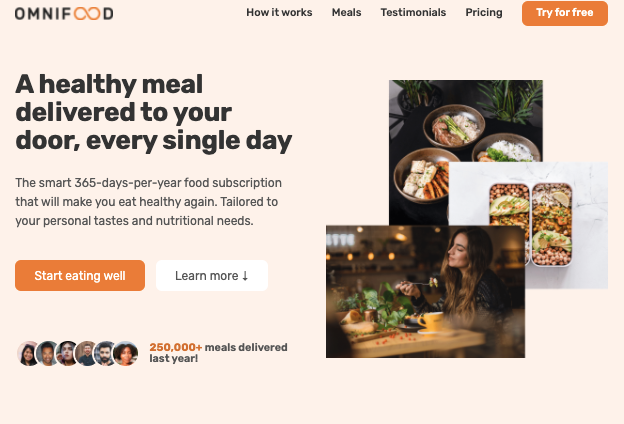 OMNIFOOD
How it works
Meals
Testimonials
Pricing
Try for free
A healthy meal
delivered to your
door, every single day
The smart 365-days-per-year food subscription
that will make you eat healthy again. Tailored to
your personal tastes and nutritional needs.
Start eating well
Learn more ↓
250,000+ meals delivered
last year!